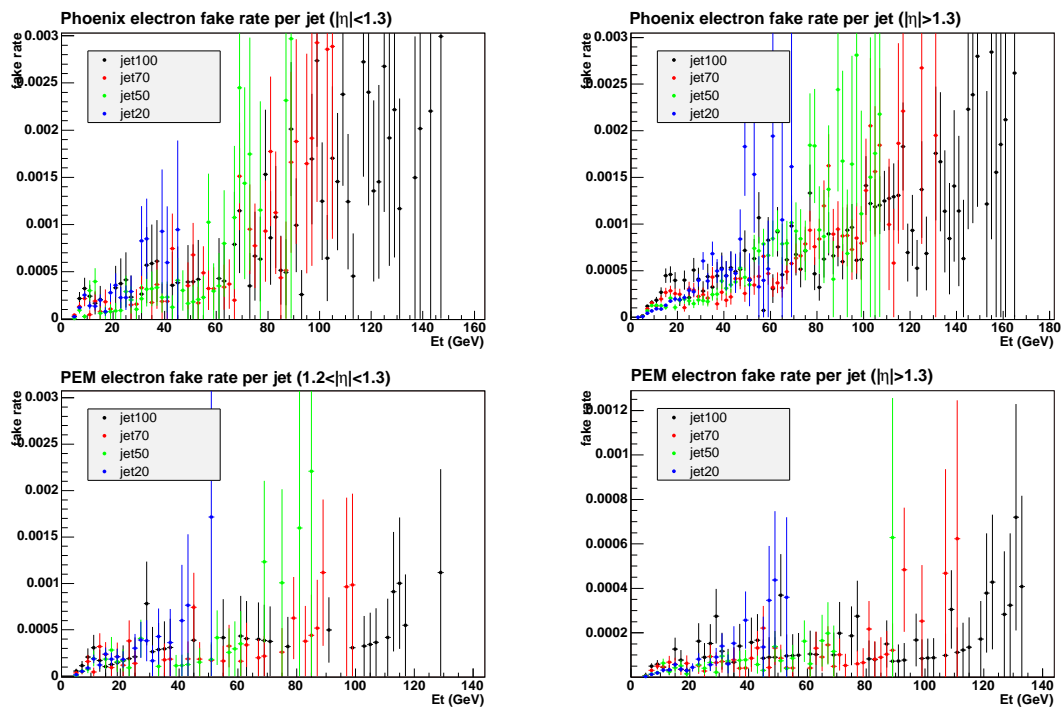 Phoenix electron fake rate per jet (|η|<1.3)
fake rate
0.003
0.0025
0.002
0.0015
0.001
0.0005
0
jet100
jet70
jet50
jet20
0 20 40 60 80 100 120 140 160
Et (GeV)
Phoenix electron fake rate per jet (|η|>1.3)
fake rate
0.003
0.0025
0.002
0.0015
0.001
0.0005
0
jet100
jet70
jet50
jet20
0 20 40 60 80 100 120 140 160 180
Et (GeV)
PEM electron fake rate per jet (1.2<|η|<1.3)
fake rate
0.003
0.0025
0.002
0.0015
0.001
0.0005
0
jet100
jet70
jet50
jet20
0 20 40 60 80 100 120 140
Et (GeV)
PEM electron fake rate per jet (|η|>1.3)
fake rate
0.0012
0.001
0.0008
0.0006
0.0004
0.0002
0
jet100
jet70
jet50
jet20
0 20 40 60 80 100 120 140
Et (GeV)